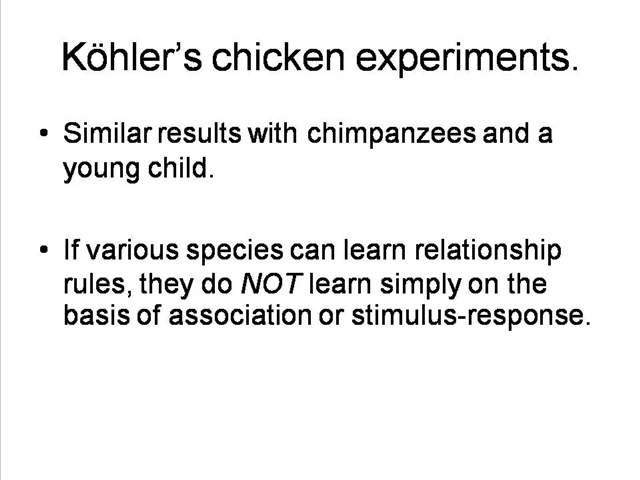 Köhler's chicken experiments.
• Similar results with chimpanzees and a
young child.
• If various species can learn relationship
rules, they do NOT learn simply on the
basis of association or stimulus-response.